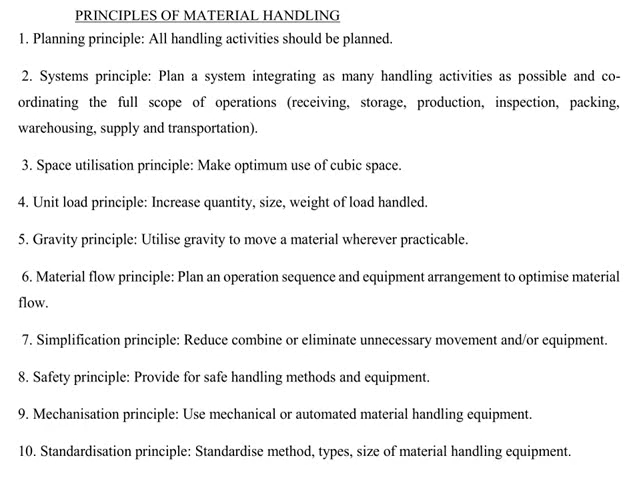 PRINCIPLES OF MATERIAL HANDLING
1. Planning principle: All handling activities should be planned.
2. Systems principle: Plan a system integrating as many handling activities as possible and co-
ordinating the full scope of operations (receiving, storage, production, inspection, packing,
warehousing, supply and transportation).
3. Space utilisation principle: Make optimum use of cubic space.
4. Unit load principle: Increase quantity, size, weight of load handled.
5. Gravity principle: Utilise gravity to move a material wherever practicable.
6. Material flow principle: Plan an operation sequence and equipment arrangement to optimise material
flow.
7. Simplification principle: Reduce combine or eliminate unnecessary movement and/or equipment.
8. Safety principle: Provide for safe handling methods and equipment.
9. Mechanisation principle: Use mechanical or automated material handling equipment.
10. Standardisation principle: Standardise method, types, size of material handling equipment.